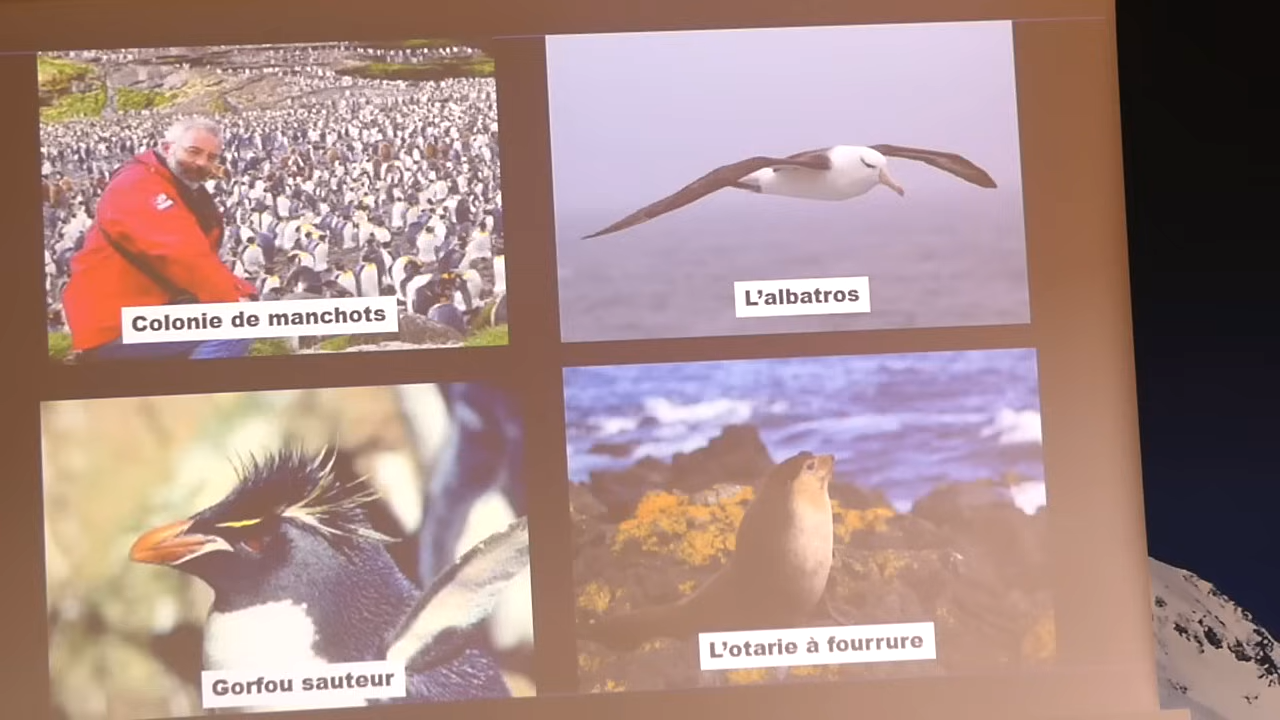 Colonie de manchots
L'albatros
Gorfou sauteur
L'otarie à fourrure